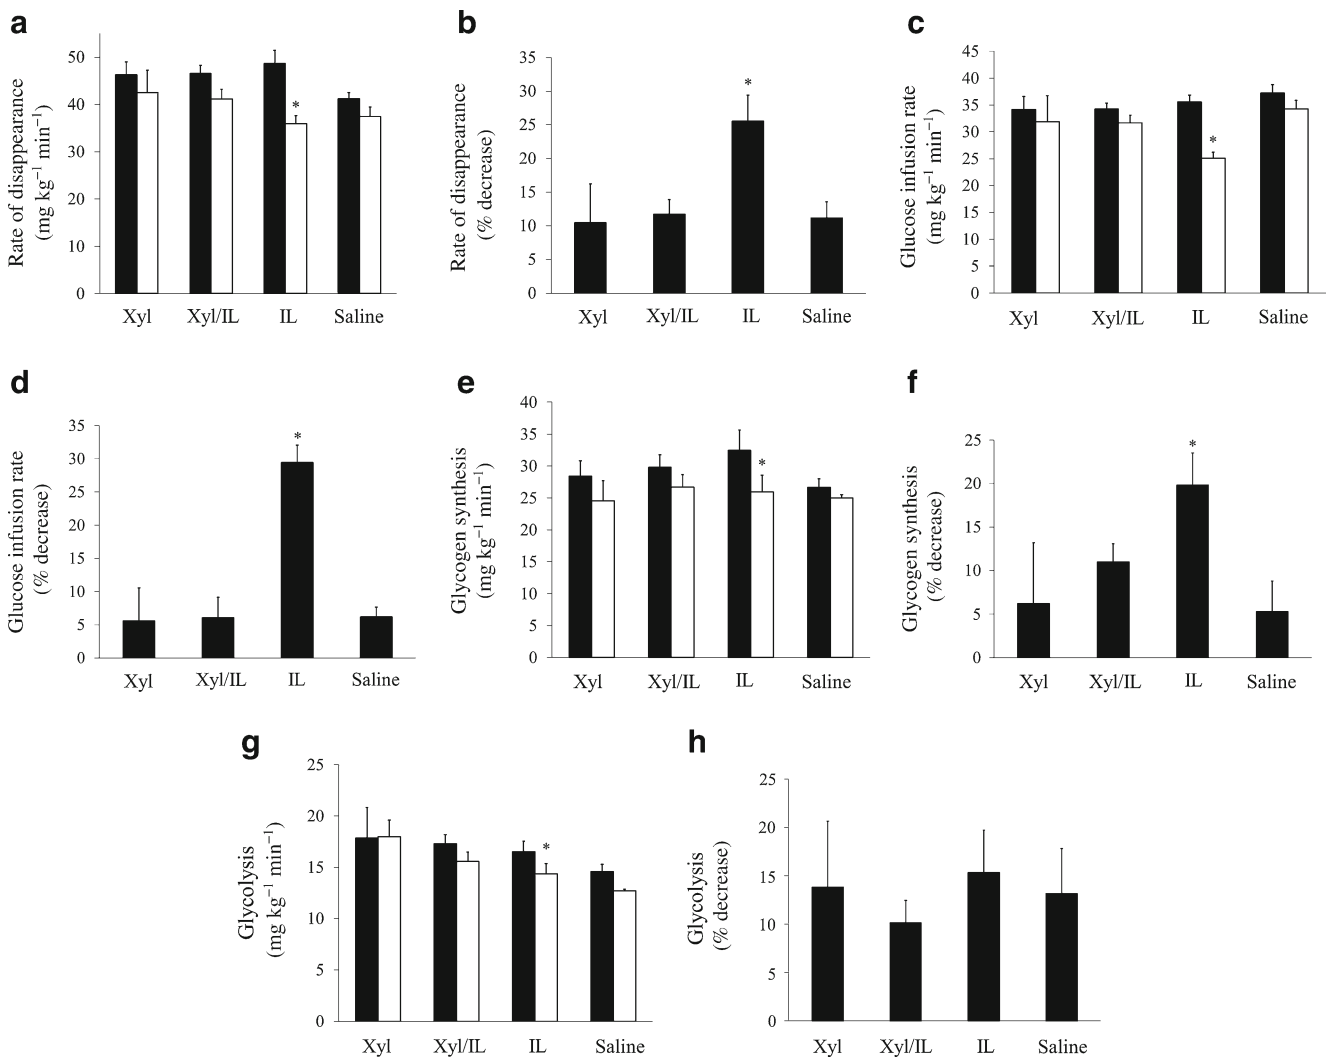 a
Rate of disappearance
(mg kg⁻¹ min⁻¹)
50
40
30
20
10
0
*
Xyl Xyl/IL IL Saline
b
Rate of disappearance
(% decrease)
35
30
25
20
15
10
5
0
*
Xyl Xyl/IL IL Saline
c
Glucose infusion rate
(mg kg⁻¹ min⁻¹)
45
40
35
30
25
20
15
10
5
0
*
Xyl Xyl/IL IL Saline
d
Glucose infusion rate
(% decrease)
35
30
25
20
15
10
5
0
*
Xyl Xyl/IL IL Saline
e
Glycogen synthesis
(mg kg⁻¹ min⁻¹)
40
35
30
25
20
15
10
5
0
*
Xyl Xyl/IL IL Saline
f
Glycogen synthesis
(% decrease)
25
20
15
10
5
0
*
Xyl Xyl/IL IL Saline
g
Glycolysis
(mg kg⁻¹ min⁻¹)
25
20
15
10
5
0
*
Xyl Xyl/IL IL Saline
h
Glycolysis
(% decrease)
25
20
15
10
5
0
Xyl Xyl/IL IL Saline